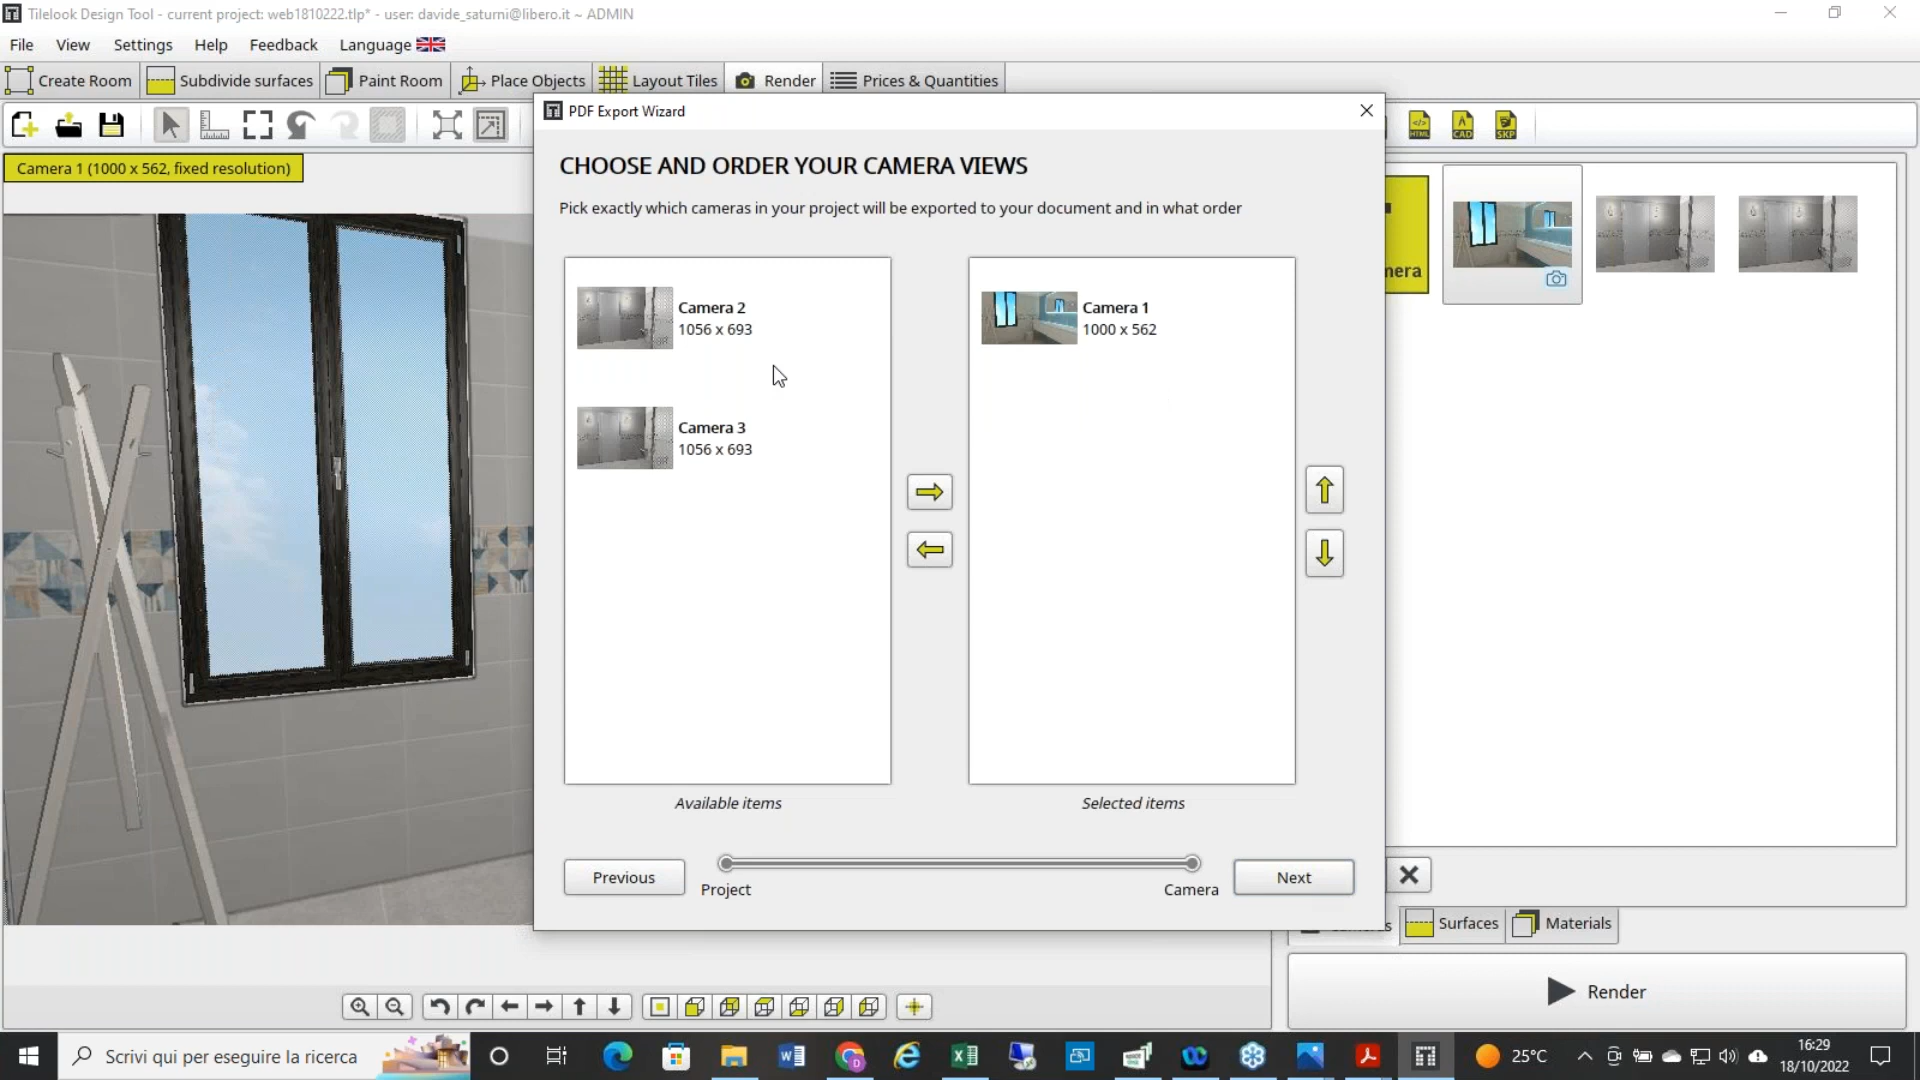 Tilelook Design Tool - current project: web1810222.tlp* - user: davide_saturni@libero.it ~ ADMIN
File View Settings Help Feedback Language
Create Room Subdivide surfaces Paint Room Place Objects Layout Tiles Render Prices & Quantities
PDF Export Wizard
HTML CAD SKP
Camera 1 (1000 x 562, fixed resolution)
CHOOSE AND ORDER YOUR CAMERA VIEWS
Pick exactly which cameras in your project will be exported to your document and in what order
mera
Camera 2
1056 x 693
Camera 1
1000 x 562
Camera 3
1056 x 693
Available items
Selected items
Previous
Project
Camera
Next
Surfaces Materials
Render
Scrivi qui per eseguire la ricerca
25°C
16:29
18/10/2022